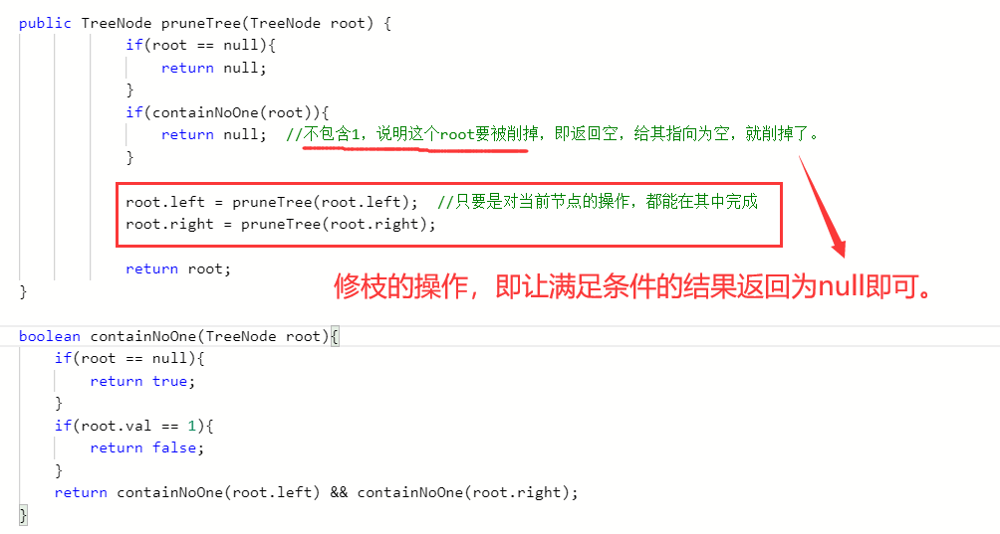 public TreeNode pruneTree(TreeNode root) {
if(root == null){
return null;
}
if(containNoOne(root)){
return null;  //不包含1，说明这个root要被削掉，即返回空，给其指向为空，就削掉了。
}
root.left = pruneTree(root.left);  //只要是对当前节点的操作，都能在其中完成
root.right = pruneTree(root.right);
return root;
修枝的操作，即让满足条件的结果返回为null即可。
}
boolean containNoOne(TreeNode root){
if(root == null){
return true;
}
if(root.val == 1){
return false;
}
return containNoOne(root.left) && containNoOne(root.right);
}